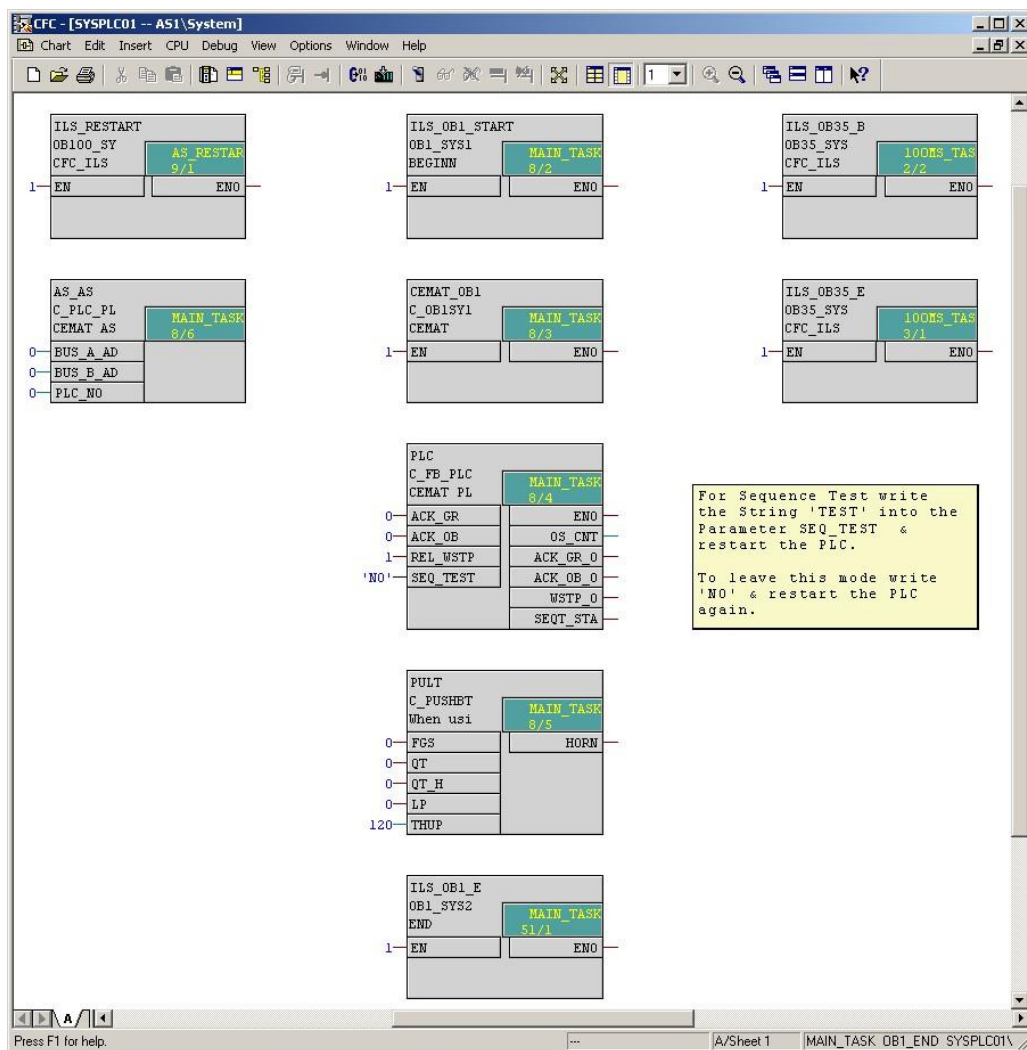 CFC - [SYSPLC01 -- AS1\System]
Chart Edit Insert CPU Debug View Options Window Help
1
ILS_RESTART
OB100_SY
CFC_ILS
AS_RESTAR
9/1
1 EN ENO
ILS_OB1_START
OB1_SYS1
BEGINN
MAIN_TASK
8/2
1 EN ENO
ILS_OB35_B
OB35_SYS
CFC_ILS
100MS_TAS
2/2
1 EN ENO
AS_AS
C_PLC_PL
CEMAT AS
MAIN_TASK
8/6
0 BUS_A_AD
0 BUS_B_AD
0 PLC_NO
CEMAT_OB1
C_OB1SY1
CEMAT
MAIN_TASK
8/3
1 EN ENO
ILS_OB35_E
OB35_SYS
CFC_ILS
100MS_TAS
3/1
1 EN ENO
PLC
C_FB_PLC
CEMAT PL
MAIN_TASK
8/4
0 ACK_GR ENO
0 ACK_OB OS_CNT
1 REL_WSTP ACK_GR_O
'NO' SEQ_TEST ACK_OB_O
WSTP_O
SEQT_STA
For Sequence Test write
the String 'TEST' into the
Parameter SEQ_TEST &
restart the PLC.
To leave this mode write
'NO' & restart the PLC
again.
PULT
C_PUSHBT
When usi
MAIN_TASK
8/5
0 FGS HORN
0 QT
0 QT_H
0 LP
120 THUP
ILS_OB1_E
OB1_SYS2
END
MAIN_TASK
51/1
1 EN ENO
A
Press F1 for help.
---
A/Sheet 1
MAIN_TASK OB1_END SYSPLC01\